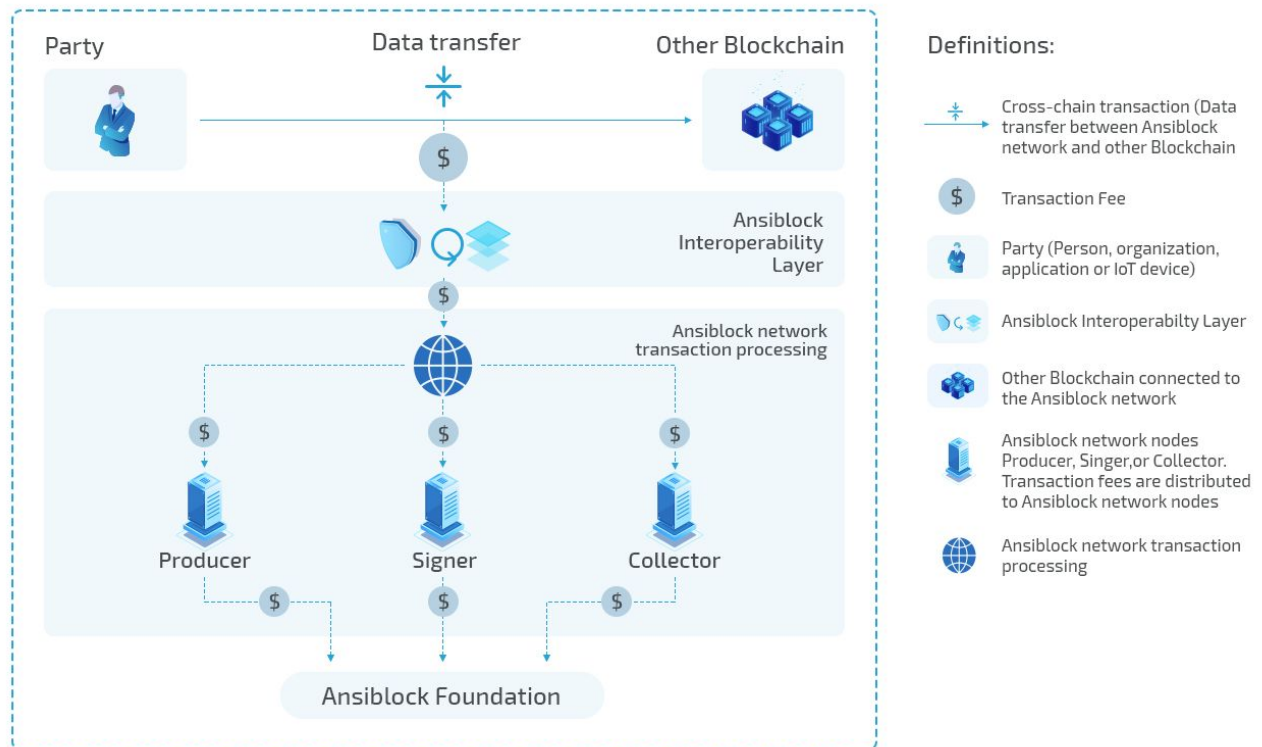 Party
Data transfer
Other Blockchain
$
Ansiblock
Interoperability
Layer
$
Ansiblock network
transaction processing
$
$
$
Producer
Signer
Collector
$
$
$
Ansiblock Foundation
Definitions:
Cross-chain transaction (Data
transfer between Ansiblock
network and other Blockchain
$
Transaction Fee
Party (Person, organization,
application or IoT device)
Ansiblock Interoperabilty Layer
Other Blockchain connected to
the Ansiblock network
Ansiblock network nodes
Producer, Singer,or Collector.
Transaction fees are distributed
to Ansiblock network nodes
Ansiblock network transaction
processing